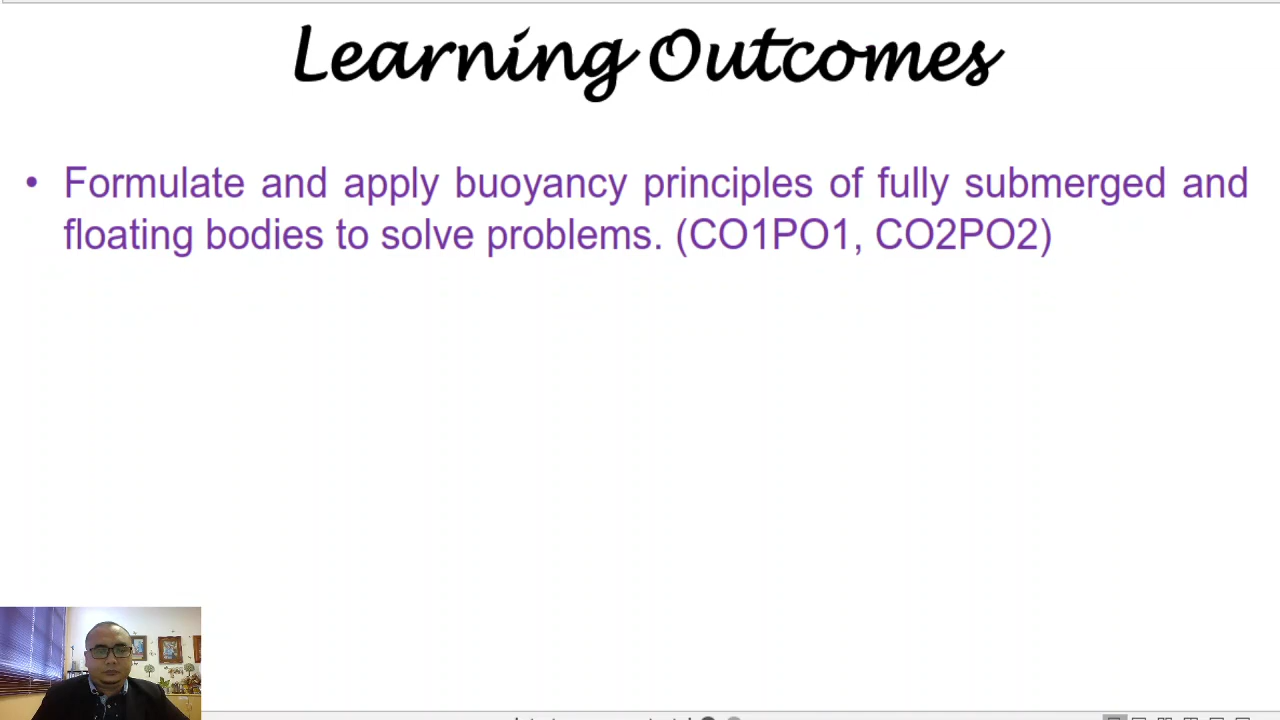 Learning Outcomes
• Formulate and apply buoyancy principles of fully submerged and
floating bodies to solve problems. (CO1PO1, CO2PO2)